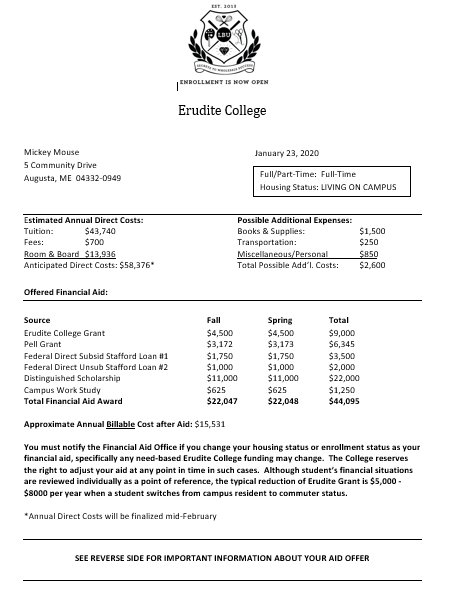 EST. 2015
LBU
ENROLLMENT IS NOW OPEN
Erudite College
Mickey Mouse
5 Community Drive
Augusta, ME 04332-0949
January 23, 2020
Full/Part-Time: Full-Time
Housing Status: LIVING ON CAMPUS
Estimated Annual Direct Costs:
Tuition: $43,740
Fees: $700
Room & Board $13,936
Anticipated Direct Costs: $58,376*
Possible Additional Expenses:
Books & Supplies: $1,500
Transportation: $250
Miscellaneous/Personal $850
Total Possible Add'l. Costs: $2,600
Offered Financial Aid:
Source Fall Spring Total
Erudite College Grant $4,500 $4,500 $9,000
Pell Grant $3,172 $3,173 $6,345
Federal Direct Subsid Stafford Loan #1 $1,750 $1,750 $3,500
Federal Direct Unsub Stafford Loan #2 $1,000 $1,000 $2,000
Distinguished Scholarship $11,000 $11,000 $22,000
Campus Work Study $625 $625 $1,250
Total Financial Aid Award $22,047 $22,048 $44,095
Approximate Annual Billable Cost after Aid: $15,531
You must notify the Financial Aid Office if you change your housing status or enrollment status as your
financial aid, specifically any need-based Erudite College funding may change. The College reserves
the right to adjust your aid at any point in time in such cases. Although student's financial situations
are reviewed individually as a point of reference, the typical reduction of Erudite Grant is $5,000 -
$8000 per year when a student switches from campus resident to commuter status.
*Annual Direct Costs will be finalized mid-February
SEE REVERSE SIDE FOR IMPORTANT INFORMATION ABOUT YOUR AID OFFER